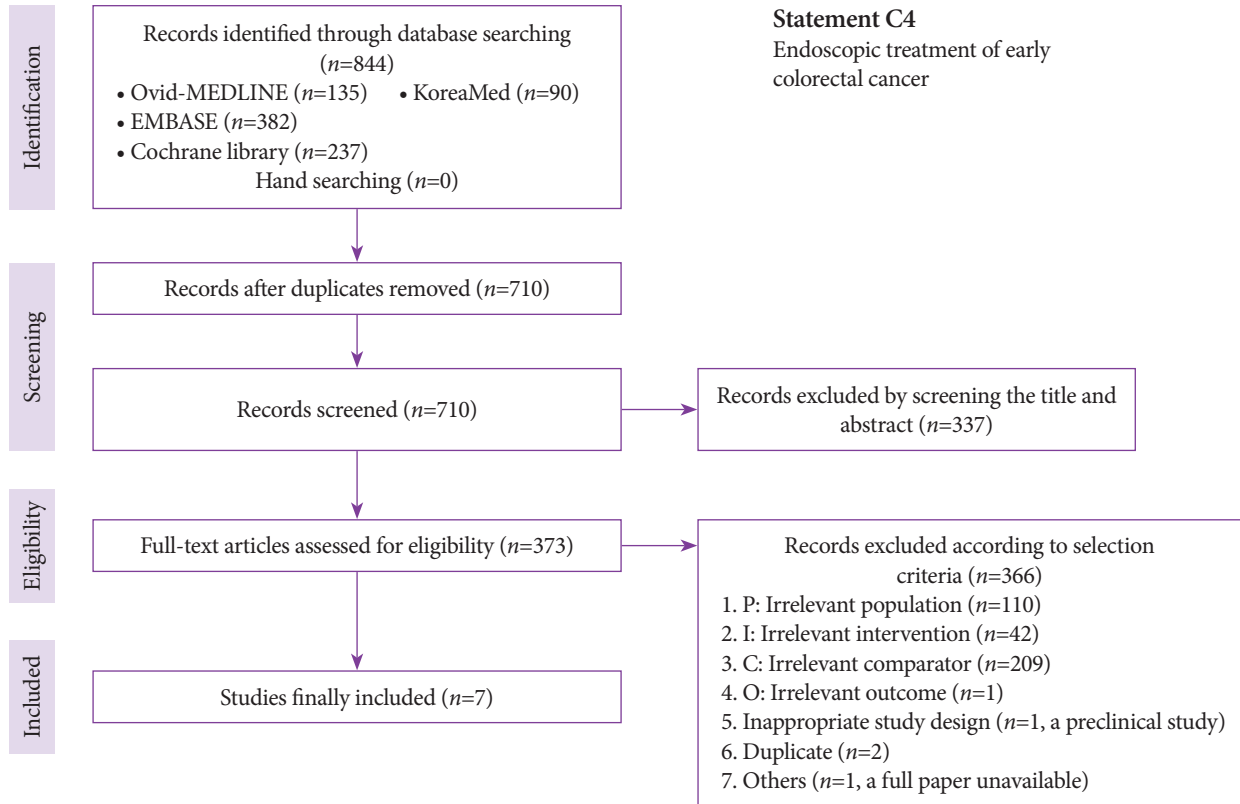 Statement C4
Endoscopic treatment of early
colorectal cancer
Identification
Records identified through database searching
(n=844)
• Ovid-MEDLINE (n=135) • KoreaMed (n=90)
• EMBASE (n=382)
• Cochrane library (n=237)
Hand searching (n=0)
Screening
Records after duplicates removed (n=710)
Records screened (n=710)
Records excluded by screening the title and
abstract (n=337)
Eligibility
Full-text articles assessed for eligibility (n=373)
Records excluded according to selection
criteria (n=366)
1. P: Irrelevant population (n=110)
2. I: Irrelevant intervention (n=42)
3. C: Irrelevant comparator (n=209)
4. O: Irrelevant outcome (n=1)
5. Inappropriate study design (n=1, a preclinical study)
6. Duplicate (n=2)
7. Others (n=1, a full paper unavailable)
Included
Studies finally included (n=7)